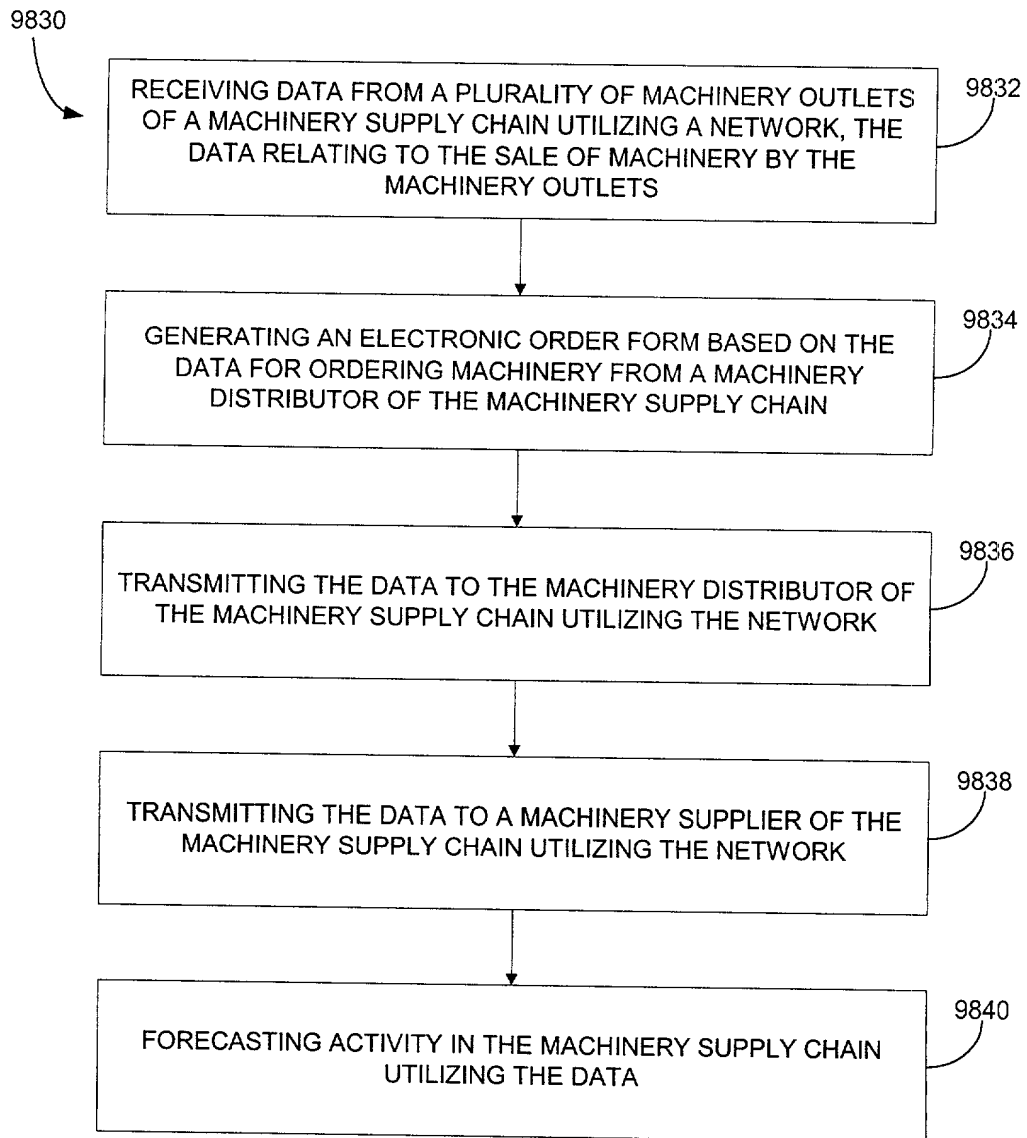 9830
RECEIVING DATA FROM A PLURALITY OF MACHINERY OUTLETS
OF A MACHINERY SUPPLY CHAIN UTILIZING A NETWORK, THE
DATA RELATING TO THE SALE OF MACHINERY BY THE
MACHINERY OUTLETS
9832
GENERATING AN ELECTRONIC ORDER FORM BASED ON THE
DATA FOR ORDERING MACHINERY FROM A MACHINERY
DISTRIBUTOR OF THE MACHINERY SUPPLY CHAIN
9834
TRANSMITTING THE DATA TO THE MACHINERY DISTRIBUTOR OF
THE MACHINERY SUPPLY CHAIN UTILIZING THE NETWORK
9836
TRANSMITTING THE DATA TO A MACHINERY SUPPLIER OF THE
MACHINERY SUPPLY CHAIN UTILIZING THE NETWORK
9838
FORECASTING ACTIVITY IN THE MACHINERY SUPPLY CHAIN
UTILIZING THE DATA
9840